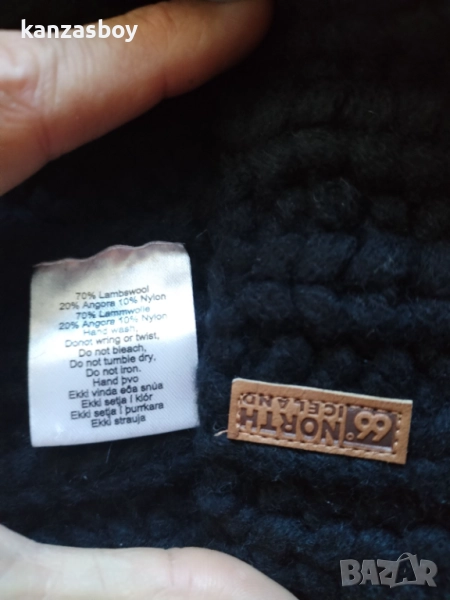 kanzasboy
70% Lambswool
20% Angora 10% Nylon
70% Lammwolle
20% Angora 10% Nylon
Hand wash,
Donot wring or twist,
Do not bleach,
Do not tumble dry,
Do not iron.
Hand þvo
Ekki vinda eða snúa
Ekki setja í klór
Ekki setja í þurrkara
Ekki strauja
66°
NORTH
ICELAND
BAZAR